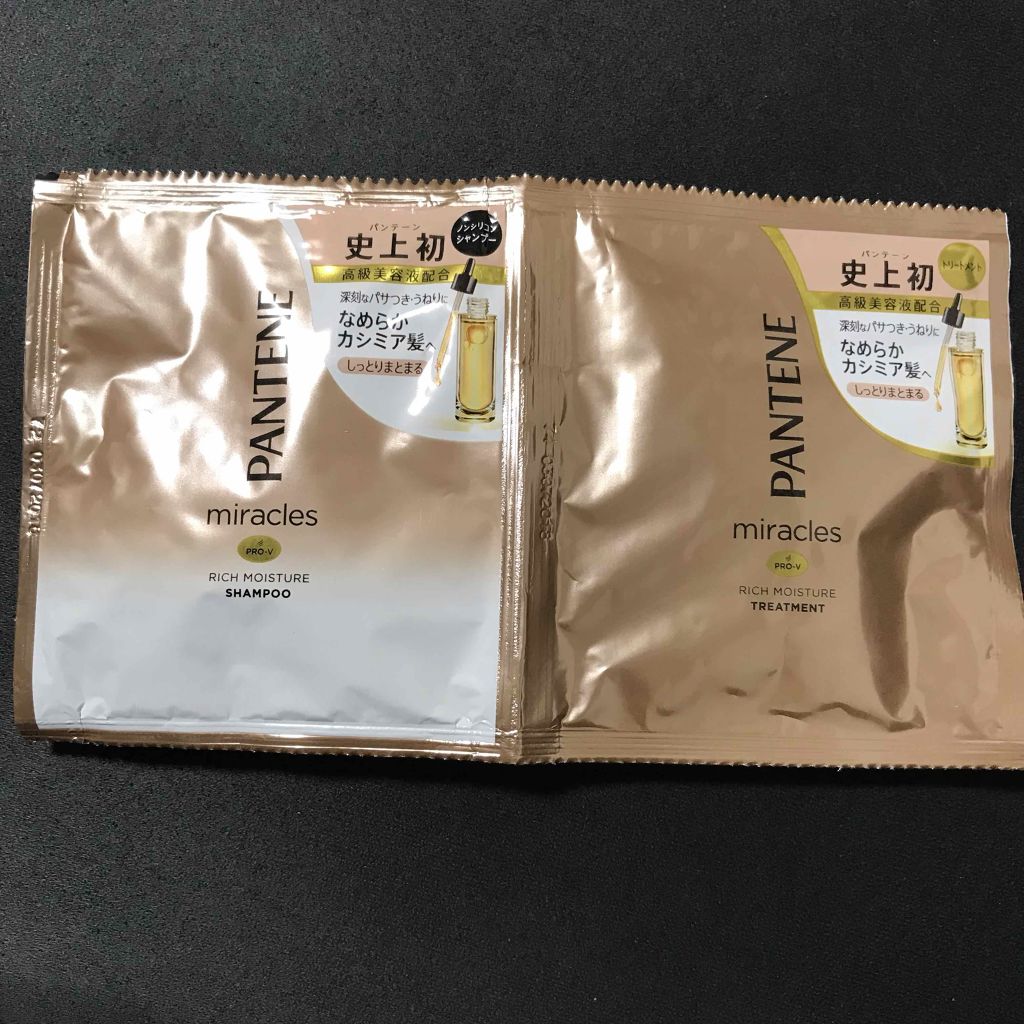 パンテーン
史上初
ノンシリコン
シャンプー
高級美容液配合
深刻なパサつき・うねりに
なめらか
カシミア髪へ
しっとりまとまる
PANTENE
miracles
PRO-V
RICH MOISTURE
SHAMPOO
パンテーン
史上初
トリートメント
高級美容液配合
深刻なパサつき・うねりに
なめらか
カシミア髪へ
しっとりまとまる
PANTENE
miracles
PRO-V
RICH MOISTURE
TREATMENT